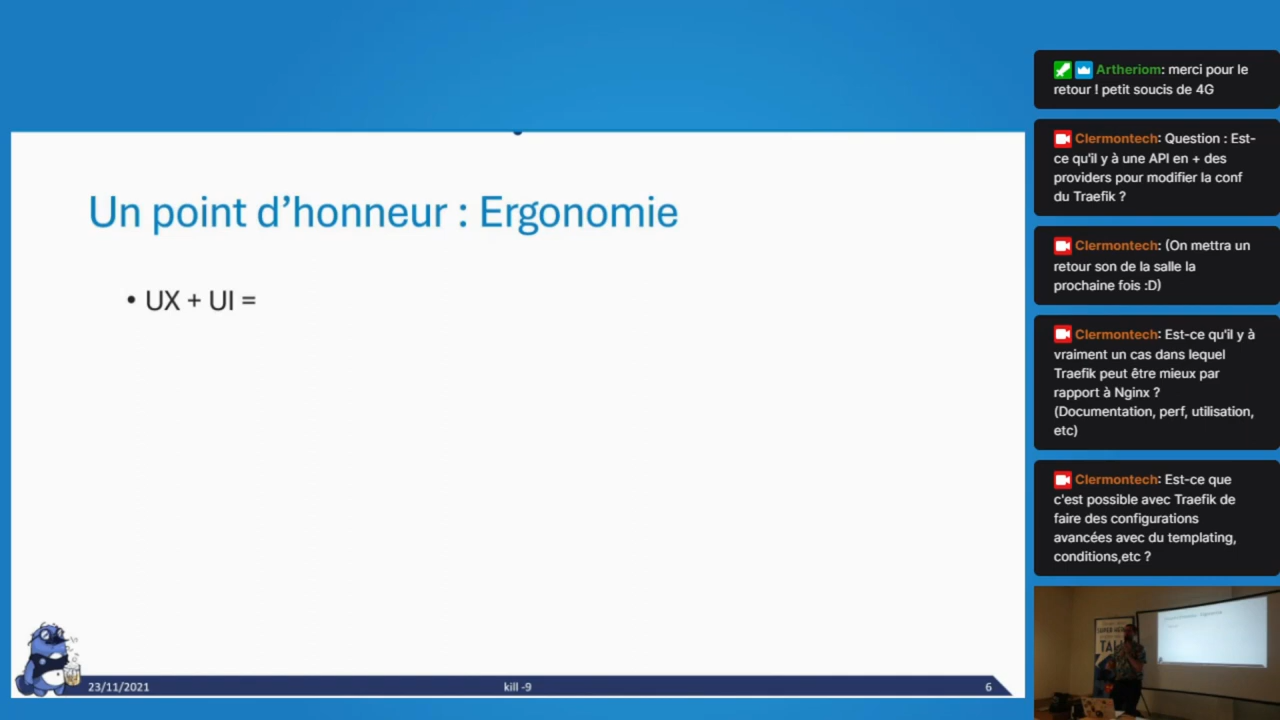 Un point d’honneur : Ergonomie
• UX + UI =
23/11/2021
kill -9
6
Artheriom: merci pour le
retour ! petit soucis de 4G
Clermontech: Question : Est-
ce qu'il y à une API en + des
providers pour modifier la conf
du Traefik ?
Clermontech: (On mettra un
retour son de la salle la
prochaine fois :D)
Clermontech: Est-ce qu'il y à
vraiment un cas dans lequel
Traefik peut être mieux par
rapport à Nginx ?
(Documentation, perf, utilisation,
etc)
Clermontech: Est-ce que
c'est possible avec Traefik de
faire des configurations
avancées avec du templating,
conditions,etc ?